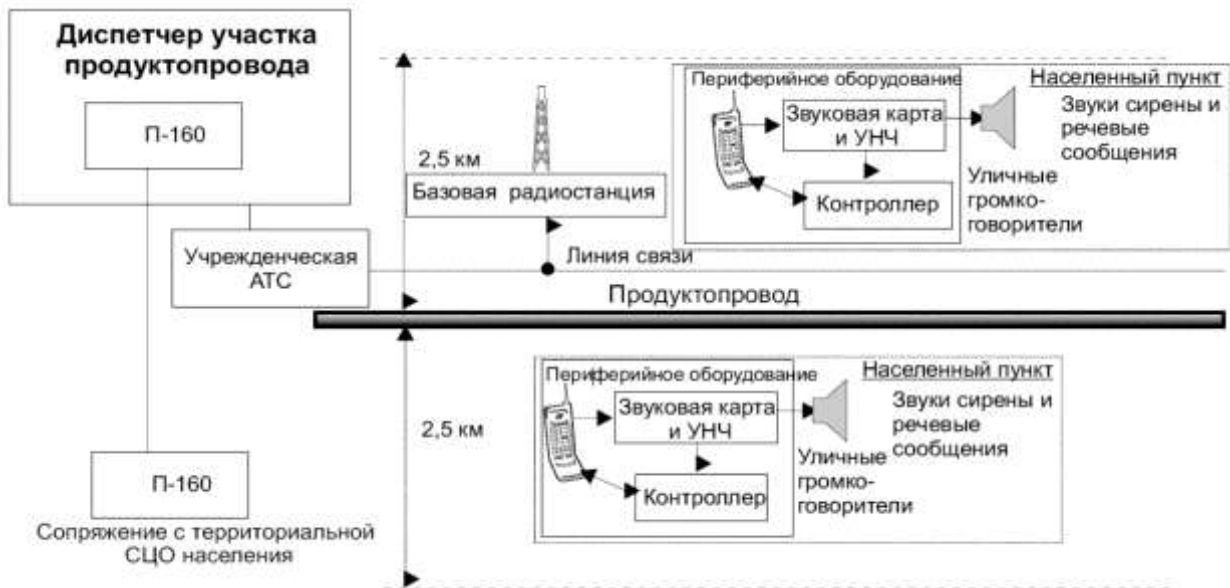 Диспетчер участка
продуктопровода
П-160
Учрежденческая
АТС
П-160
Сопряжение с территориальной
СЦО населения
2,5 км
Базовая радиостанция
Линия связи
Продуктопровод
Периферийное оборудование
Звуковая карта
и УНЧ
Контроллер
Населенный пункт
Звуки сирены и
речевые
сообщения
Уличные
громко-
говорители
2,5 км
Периферийное оборудование
Звуковая карта
и УНЧ
Контроллер
Населенный пункт
Звуки сирены и
речевые
сообщения
Уличные
громко-
говорители